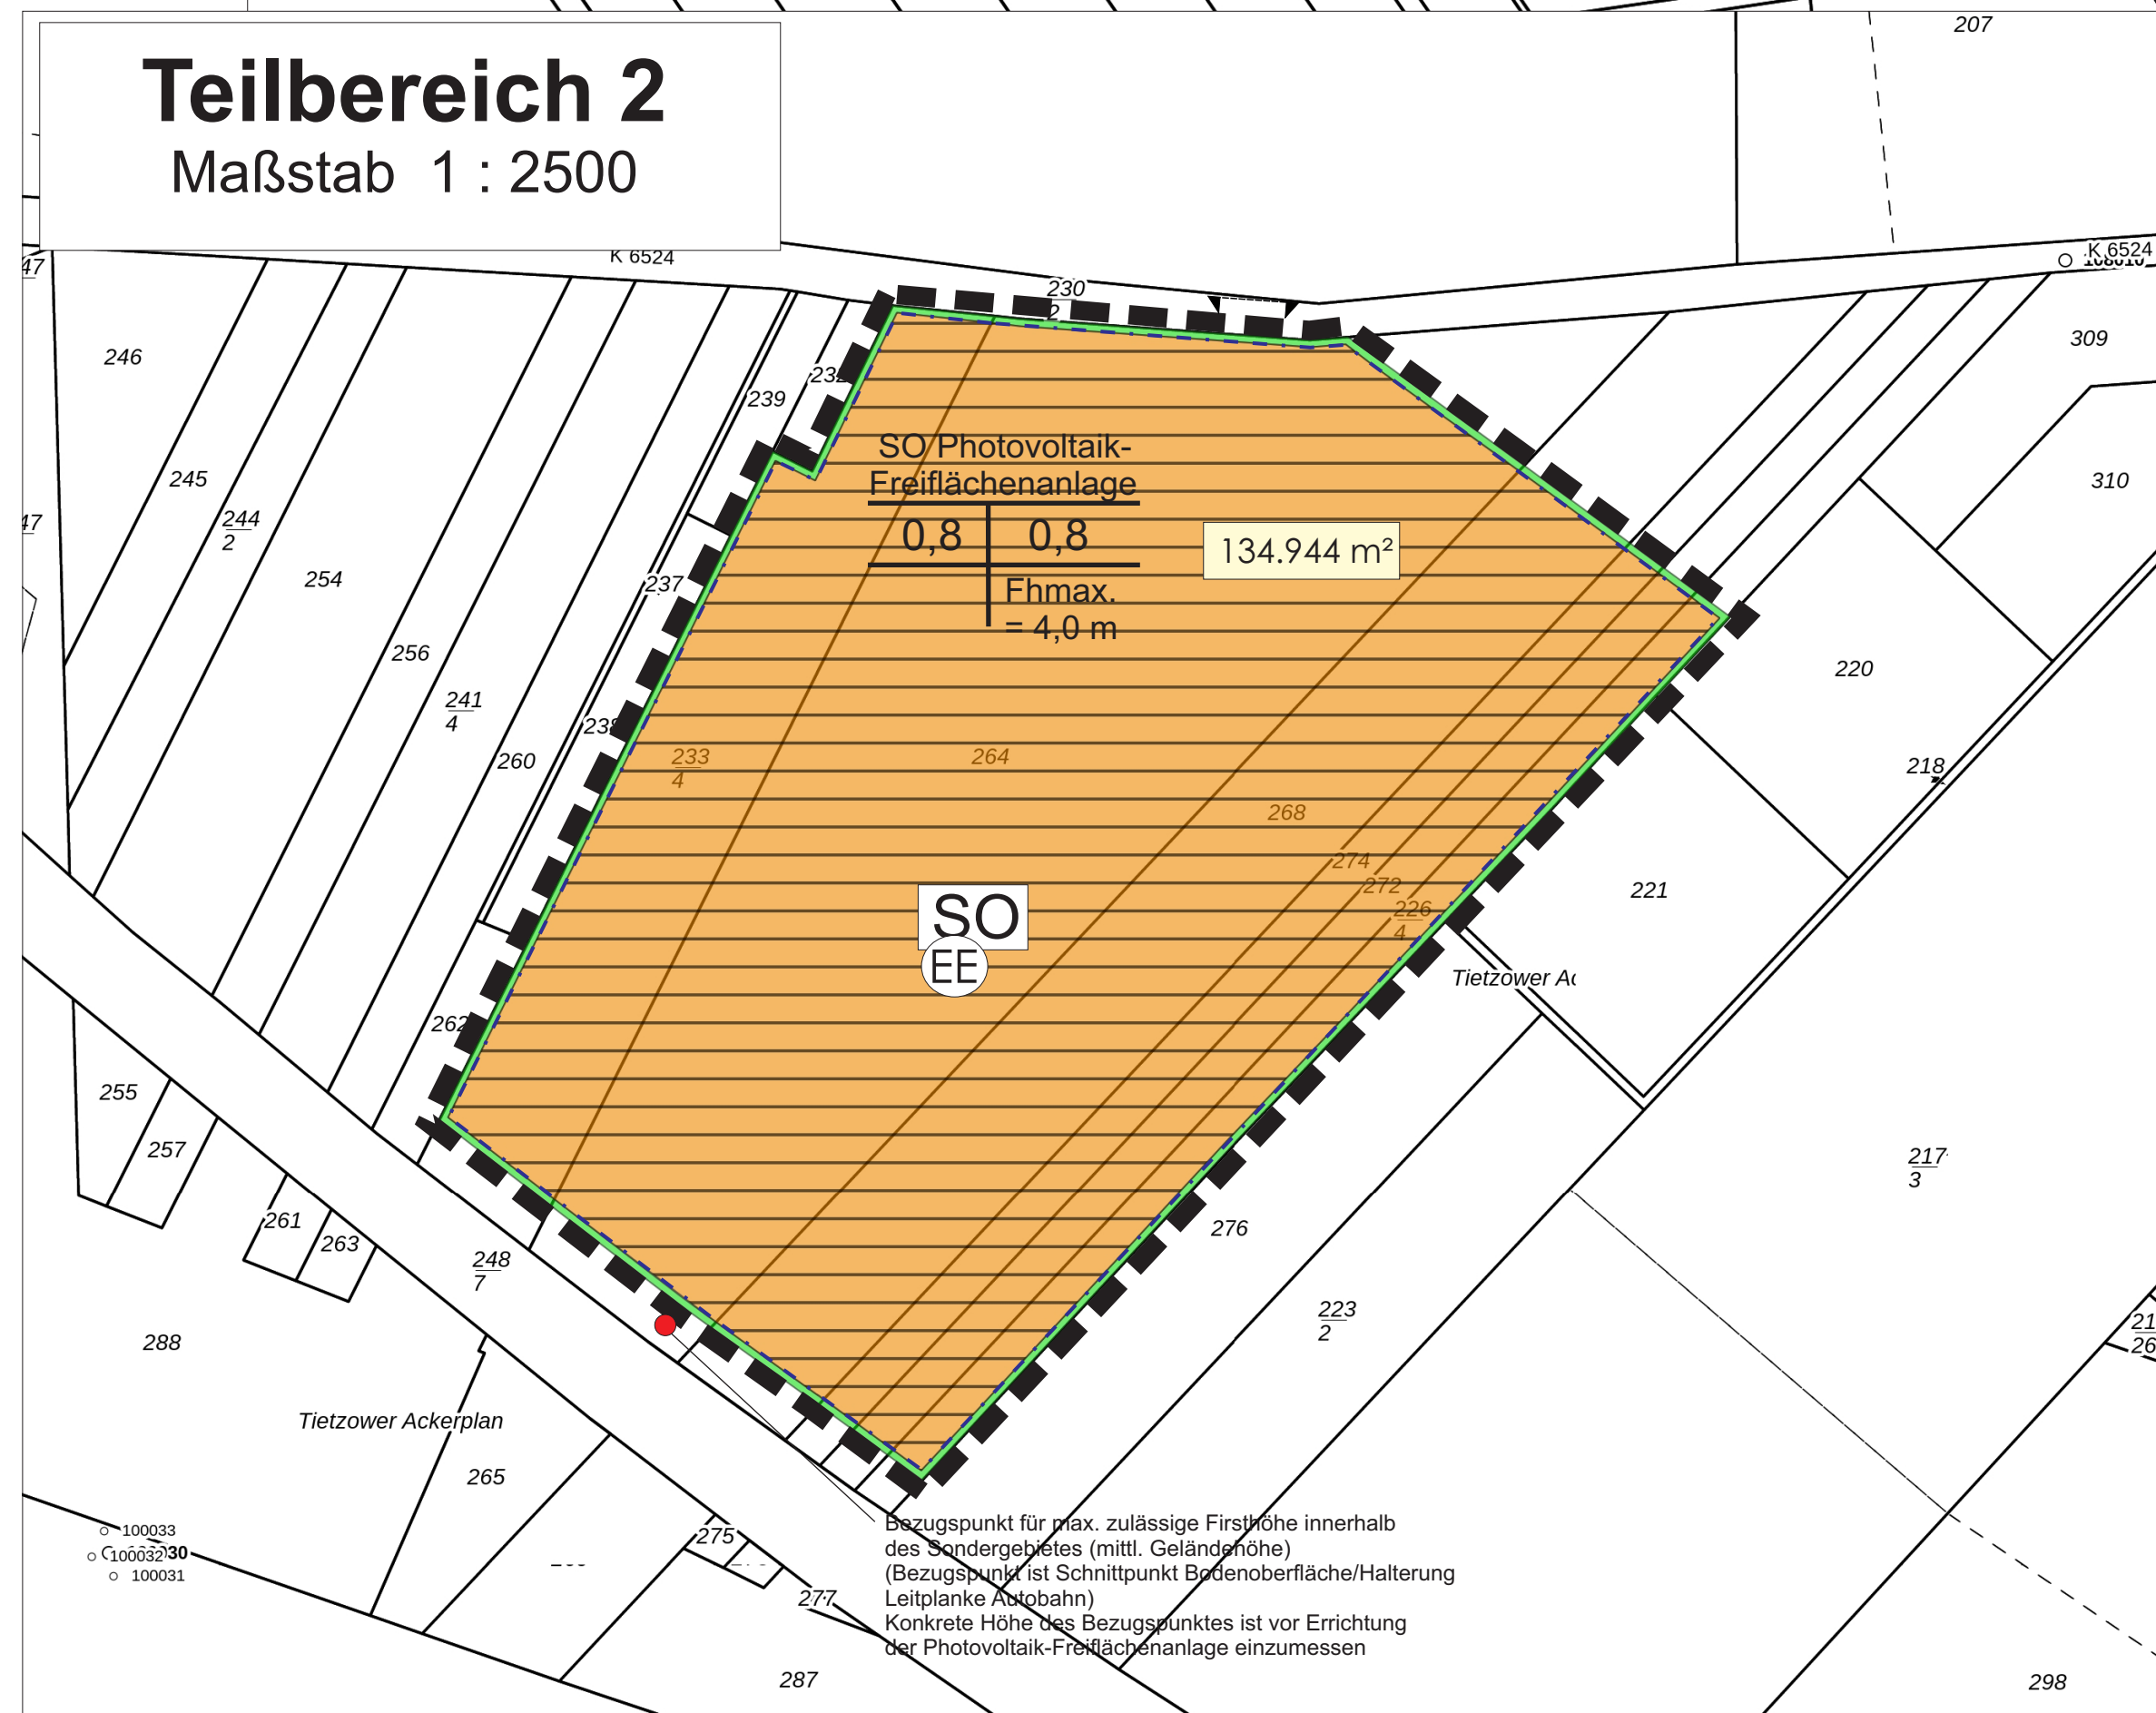 Teilbereich 2
Maßstab 1 : 2500
207
K 6524
K 6524
47
230
2
246
239
309
245
244
2
47
310
SO Photovoltaik-
Freiflächenanlage
0,8 0,8
134.944 m²
Fhmax.
= 4,0 m
254
237
256
220
241
4
260
233
4
264
218
268
274
272
226
4
221
SO
EE
Tietzower
262
255
257
217
3
261
263
276
248
7
223
2
288
21
26
Tietzower Ackerplan
265
100033
100032
100031
275
277
287
298
Bezugspunkt für max. zulässige Firsthöhe innerhalb
des Sondergebietes (mittl. Geländehöhe)
(Bezugspunkt ist Schnittpunkt Bodenoberfläche/Halterung
Leitplanke Autobahn)
Konkrete Höhe des Bezugspunktes ist vor Errichtung
der Photovoltaik-Freiflächenanlage einzumessen